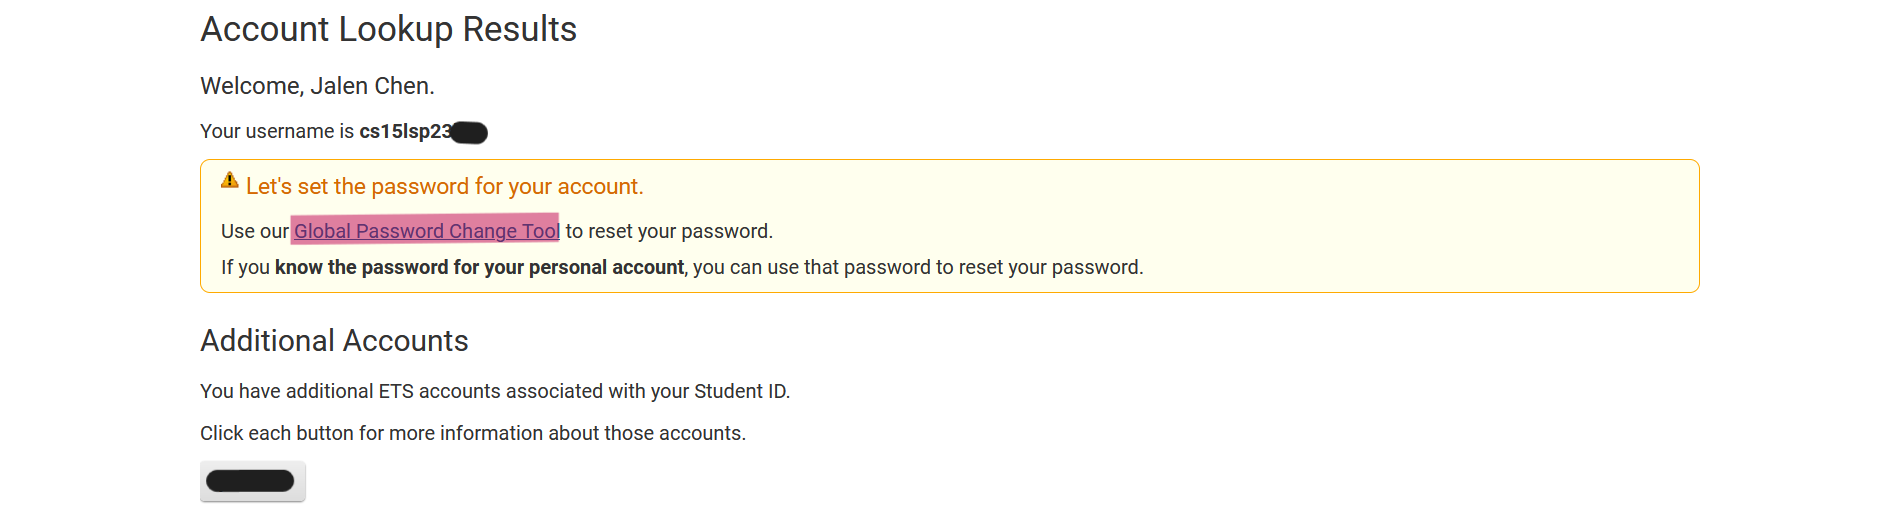 Account Lookup Results
Welcome, Jalen Chen.
Your username is cs15lsp23
Let's set the password for your account.
Use our Global Password Change Tool to reset your password.
If you know the password for your personal account, you can use that password to reset your password.
Additional Accounts
You have additional ETS accounts associated with your Student ID.
Click each button for more information about those accounts.